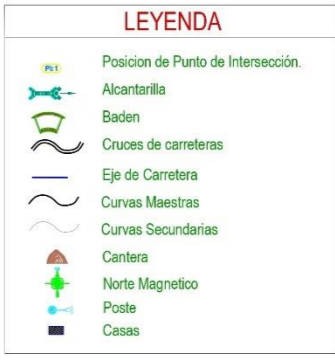 LEYENDA
PI:1 Posicion de Punto de Intersección.
Alcantarilla
Baden
Cruces de carreteras
Eje de Carretera
Curvas Maestras
Curvas Secundarias
Cantera
Norte Magnetico
Poste
Casas